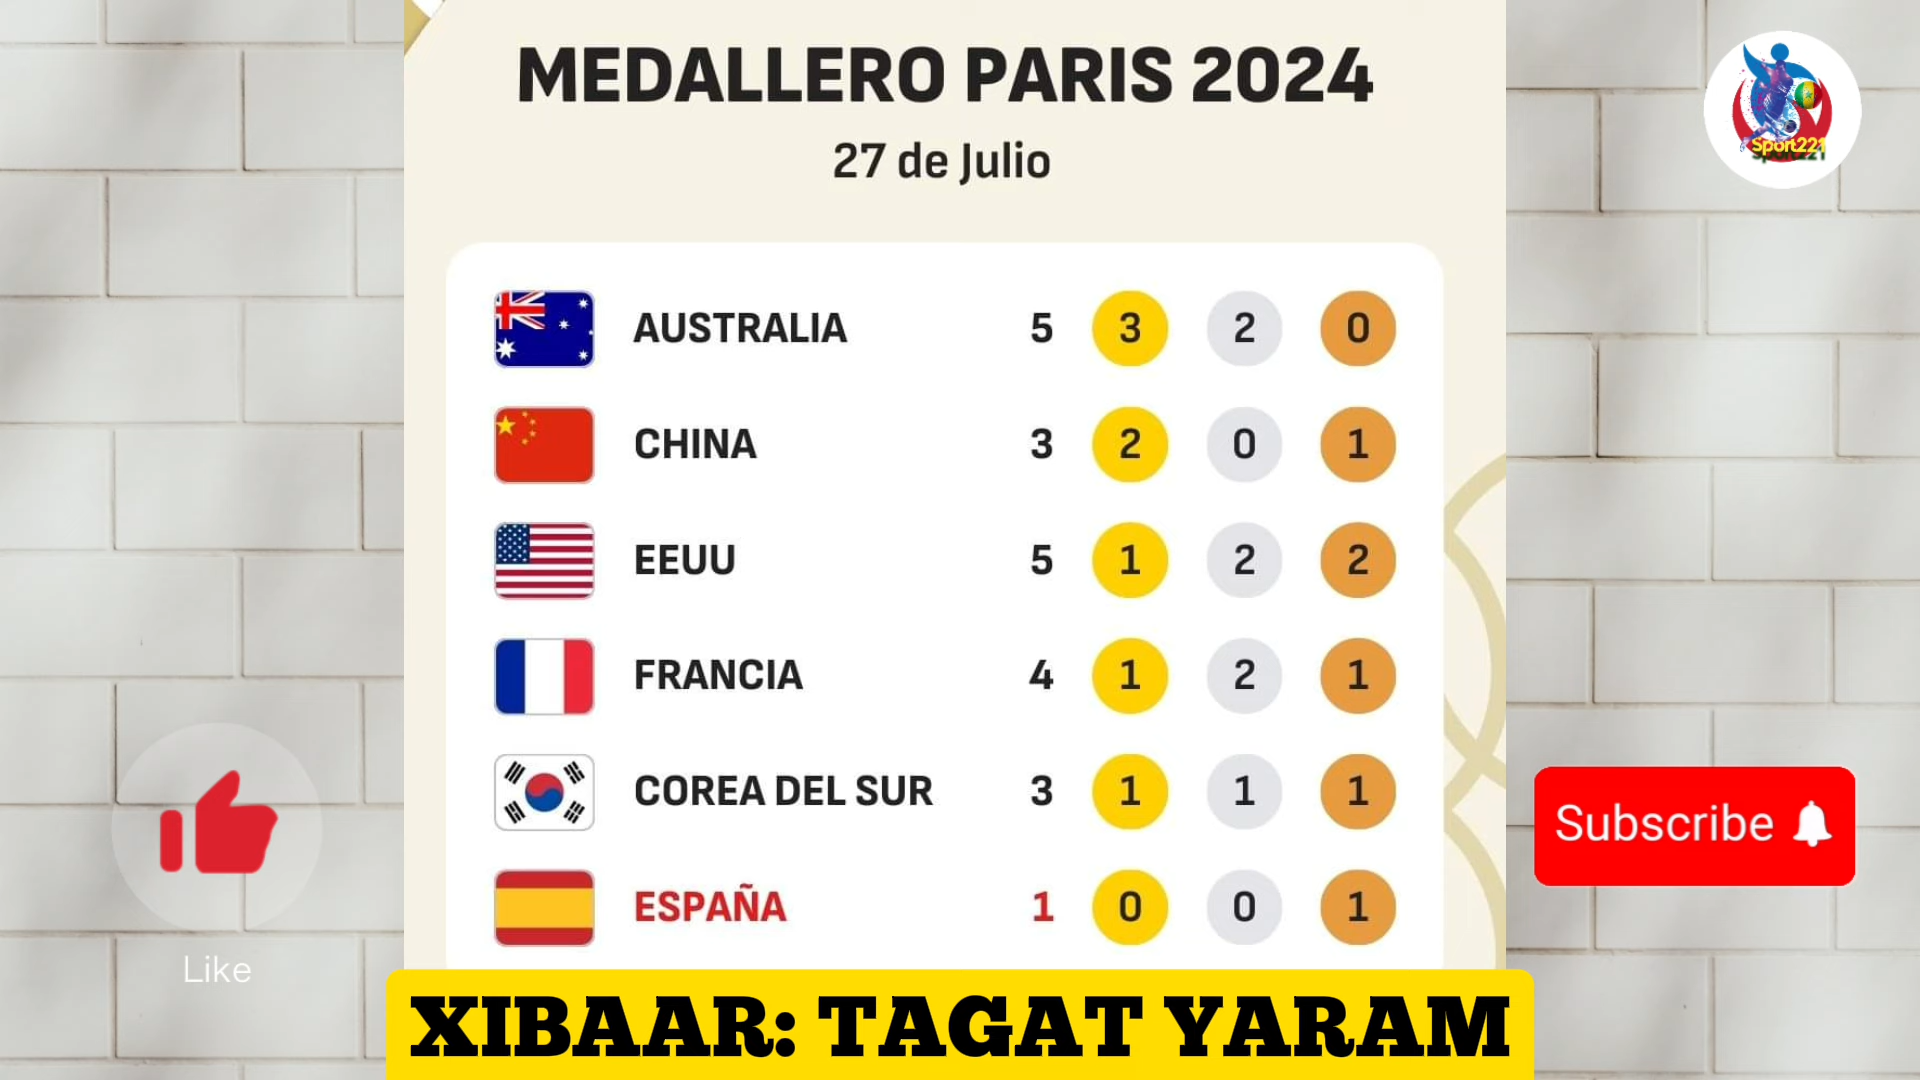 MEDALLERO PARIS 2024
27 de Julio
Sport221
AUSTRALIA 5 3 2 0
CHINA 3 2 0 1
EEUU 5 1 2 2
FRANCIA 4 1 2 1
COREA DEL SUR 3 1 1 1
ESPAÑA 1 0 0 1
Subscribe
Like
XIBAAR: TAGAT YARAM